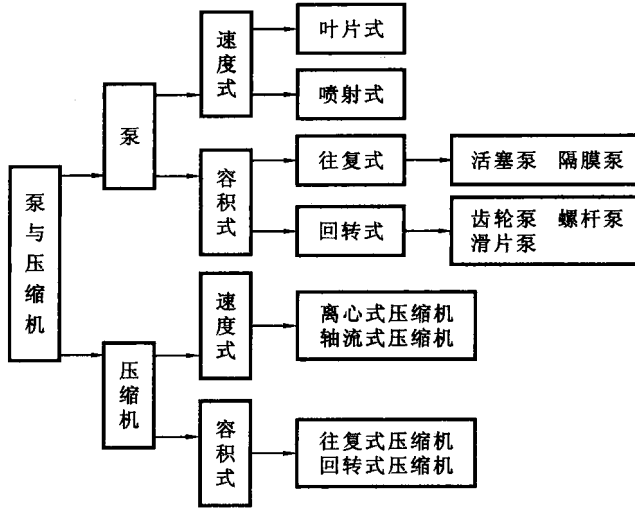 泵与压缩机
泵
速度式
叶片式
喷射式
容积式
往复式
活塞泵 隔膜泵
回转式
齿轮泵 螺杆泵
滑片泵
压缩机
速度式
离心式压缩机
轴流式压缩机
容积式
往复式压缩机
回转式压缩机